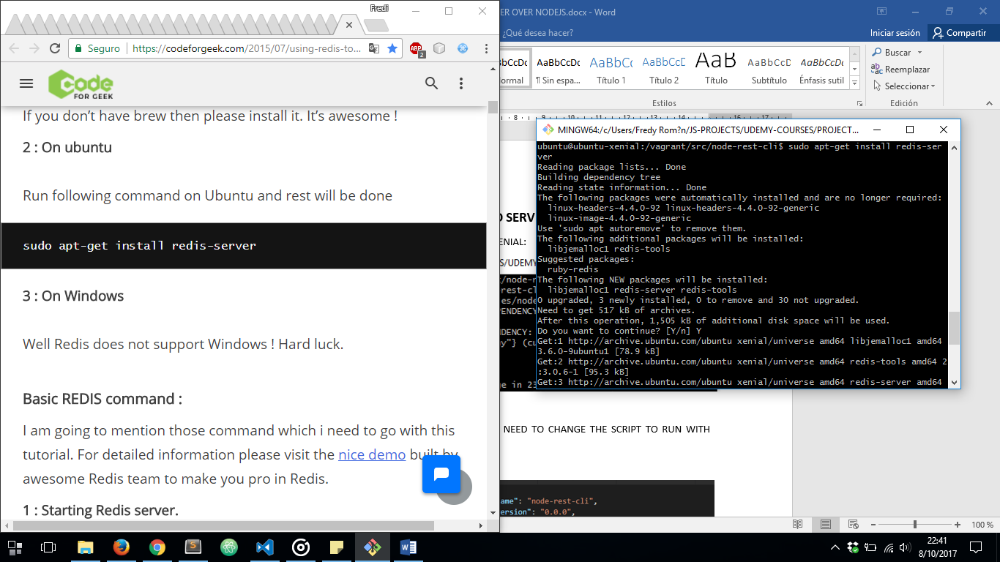 Fredi
Seguro
https://codeforgeek.com/2015/07/using-redis-to...
ABP
2
Code
FOR GEEK
If you don't have brew then please install it. It's awesome !
2 : On ubuntu
Run following command on Ubuntu and rest will be done
sudo apt-get install redis-server
3 : On Windows
Well Redis does not support Windows ! Hard luck.
Basic REDIS command :
I am going to mention those command which i need to go with this
tutorial. For detailed information please visit the nice demo built by
awesome Redis team to make you pro in Redis.
1 : Starting Redis server.
ER OVER NODEJS.docx - Word
¿Qué desea hacer?
Iniciar sesión
Compartir
AaBbCcDc AaBbCc AaBbCcD AaB AaBbCcD AaBbCcDc
ormal ¶ Sin espa... Título 1 Título 2 Título Subtítulo Énfasis sutil
Estilos
Buscar
Reemplazar
Seleccionar
Edición
8 9 10 11 12 13 14 15 16 17
O SERV
ENIAL:
S/UDEMY
/node-r
rest-cl
es/node
PENDENCY
DENCY:
y"} (cu
e in 23
MINGW64:/c/Users/Fredy Rom?n/JS-PROJECTS/UDEMY-COURSES/PROJECT...
ubuntu@ubuntu-xenial:/vagrant/src/node-rest-cli$ sudo apt-get install redis-ser
ver
Reading package lists... Done
Building dependency tree
Reading state information... Done
The following packages were automatically installed and are no longer required:
linux-headers-4.4.0-92 linux-headers-4.4.0-92-generic
linux-image-4.4.0-92-generic
Use 'sudo apt autoremove' to remove them.
The following additional packages will be installed:
libjemalloc1 redis-tools
Suggested packages:
ruby-redis
The following NEW packages will be installed:
libjemalloc1 redis-server redis-tools
0 upgraded, 3 newly installed, 0 to remove and 30 not upgraded.
Need to get 517 kB of archives.
After this operation, 1,505 kB of additional disk space will be used.
Do you want to continue? [Y/n] Y
Get:1 http://archive.ubuntu.com/ubuntu xenial/universe amd64 libjemalloc1 amd64
3.6.0-9ubuntu1 [78.9 kB]
Get:2 http://archive.ubuntu.com/ubuntu xenial/universe amd64 redis-tools amd64 2
:3.0.6-1 [95.3 kB]
Get:3 http://archive.ubuntu.com/ubuntu xenial/universe amd64 redis-server amd64
NEED TO CHANGE THE SCRIPT TO RUN WITH
ame": "node-rest-cli",
ersion": "0.0.0",
100 %
22:41
8/10/2017